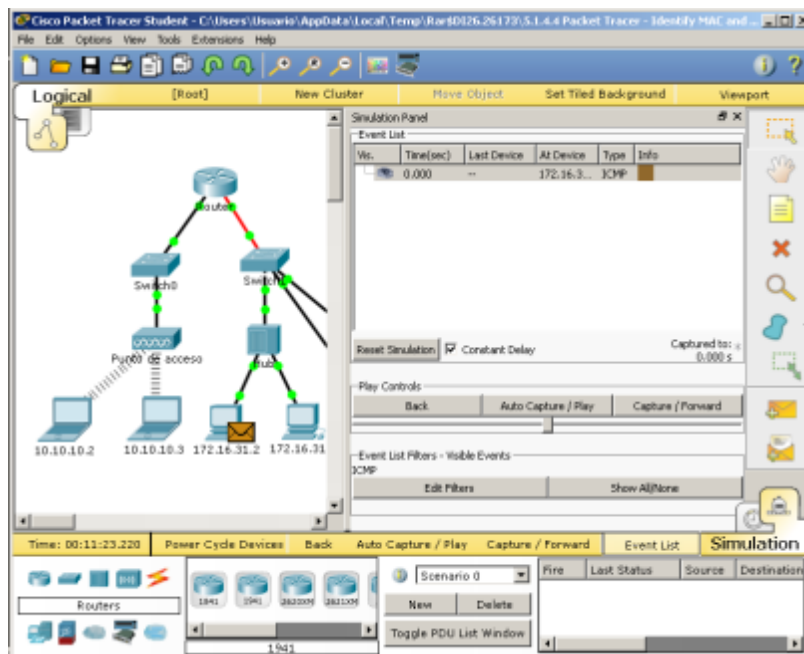 Cisco Packet Tracer Student - C:\Users\Usuario\AppData\Local\Temp\Rar$DI26.26173\5.1.4.4 Packet Tracer - Identify MAC and ...
File Edit Options View Tools Extensions Help
Logical [Root] New Cluster Move Object Set Tiled Background Viewport
Simulation Panel
Event List
Vis. Time(sec) Last Device At Device Type Info
0.000 -- 172.16.3... ICMP
Router
Switch0
Switch
Punto de acceso
Hub
10.10.10.2 10.10.10.3 172.16.31.2 172.16.31
Reset Simulation Constant Delay
Captured to:
0.000 s
Play Controls
Back Auto Capture / Play Capture / Forward
Event List Filters - Visible Events
ICMP
Edit Filters Show All/None
Time: 00:11:23.220 Power Cycle Devices Back Auto Capture / Play Capture / Forward Event List Simulation
Routers
1941 1941 2620XM 2621XM
1941
Scenario 0
New Delete
Toggle PDU List Window
Fire Last Status Source Destination